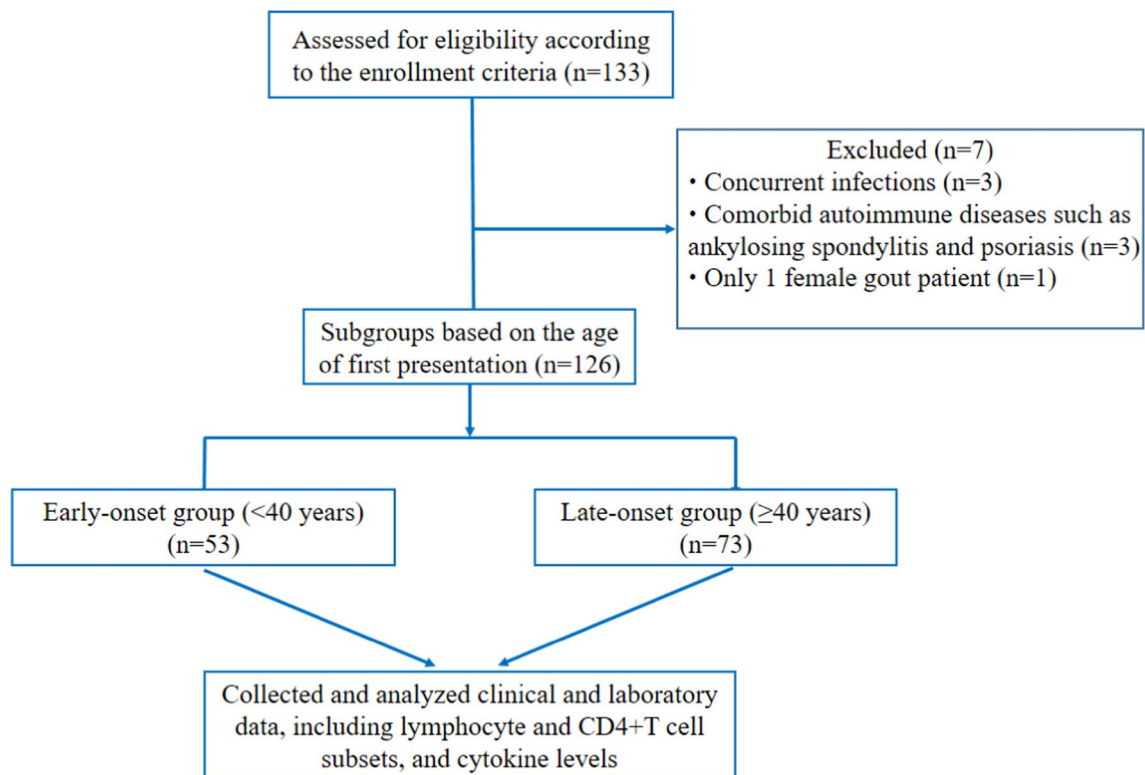 Assessed for eligibility according
to the enrollment criteria (n=133)
Excluded (n=7)
• Concurrent infections (n=3)
• Comorbid autoimmune diseases such as
ankylosing spondylitis and psoriasis (n=3)
• Only 1 female gout patient (n=1)
Subgroups based on the age
of first presentation (n=126)
Early-onset group (<40 years)
(n=53)
Late-onset group (≥40 years)
(n=73)
Collected and analyzed clinical and laboratory
data, including lymphocyte and CD4+T cell
subsets, and cytokine levels